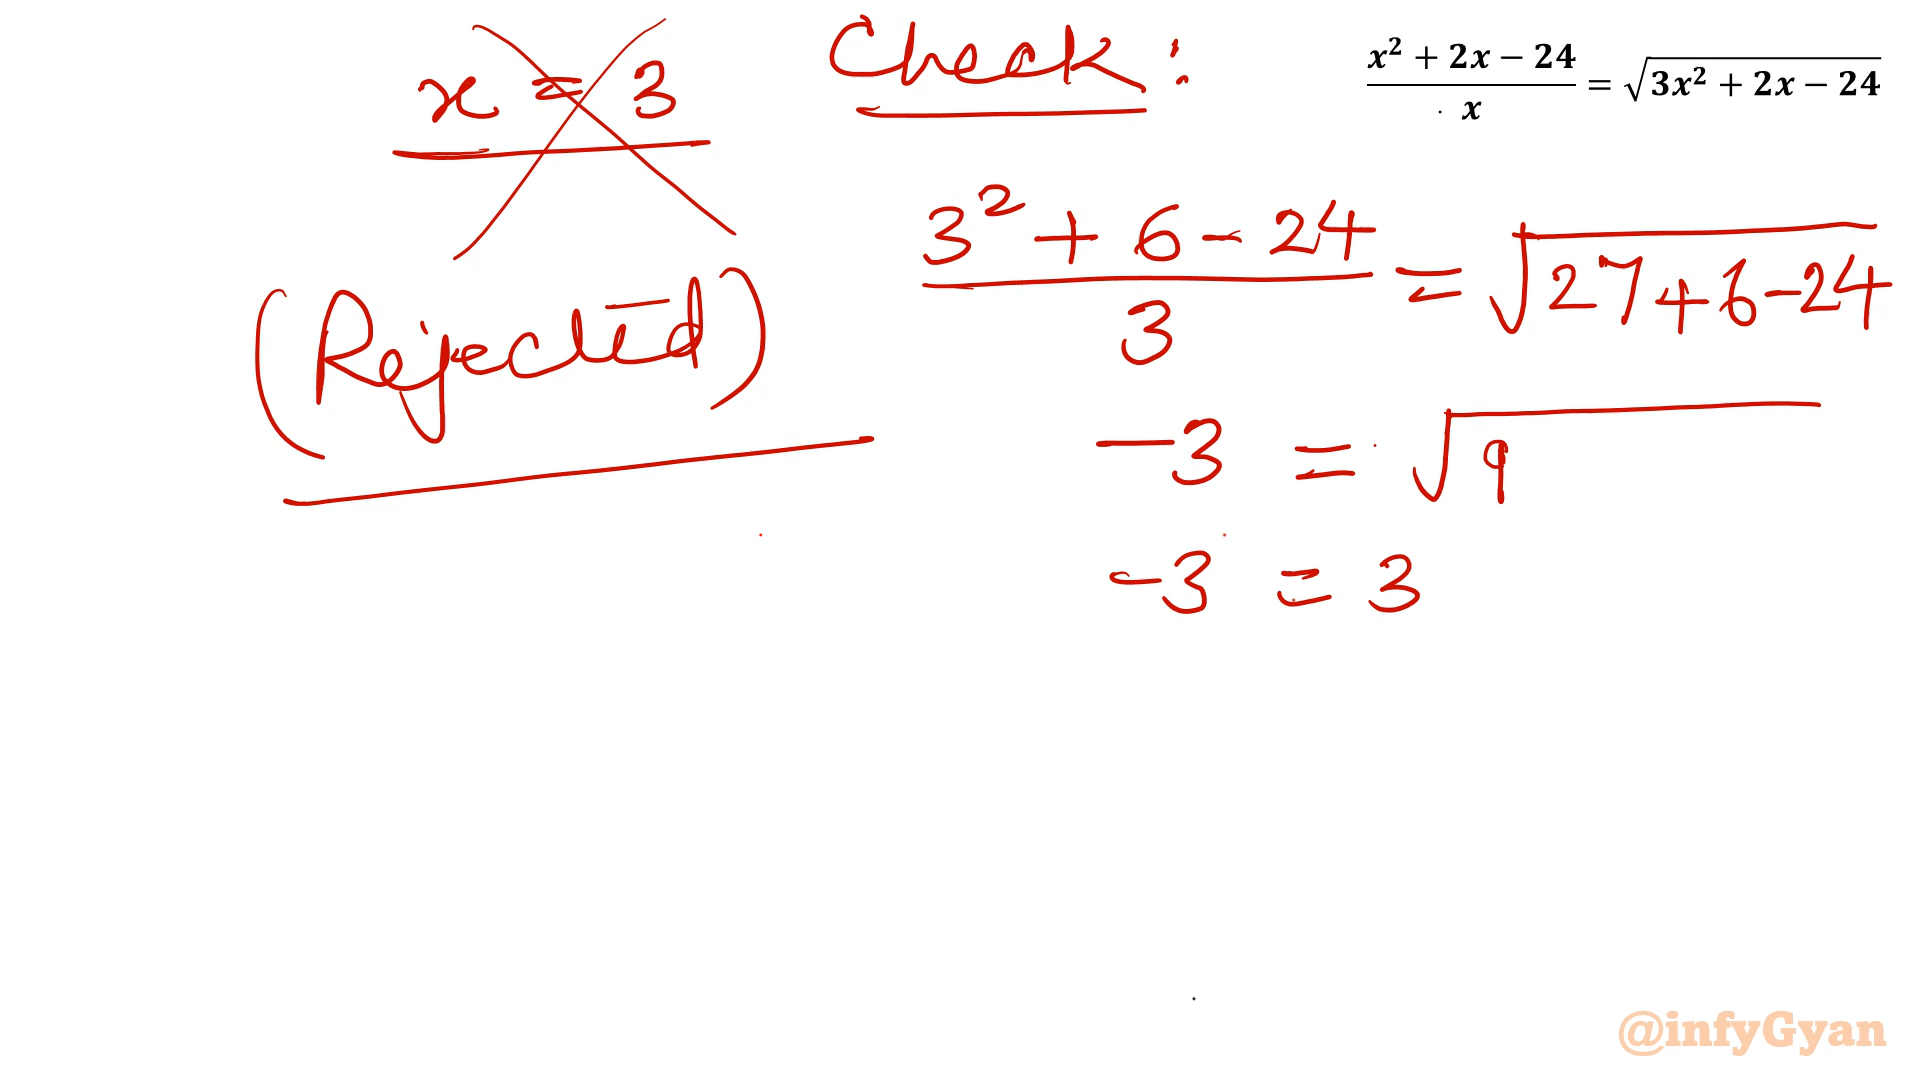 x = 3
(Rejected)
Check :
x² + 2x − 24 / x = √(3x² + 2x − 24)
3² + 6 − 24 / 3 = √(27 + 6 − 24)
−3 = √9
−3 = 3
@infyGyan